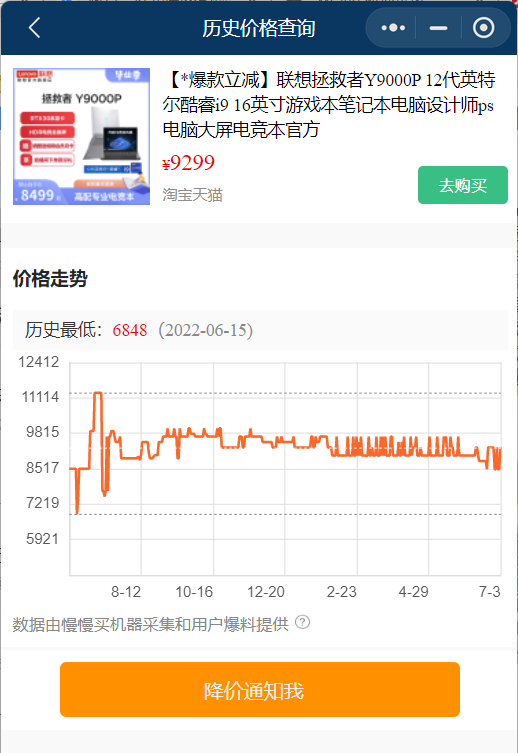 历史价格查询
Lenovo 联想
毕业季
拯救者 Y9000P
【*爆款立减】联想拯救者Y9000P 12代英特
尔酷睿i9 16英寸游戏本笔记本电脑设计师ps
电脑大屏电竞本官方
¥9299
淘宝天猫
去购买
8499
高配专业电竞本
价格走势
历史最低：6848 (2022-06-15)
12412
11114
9815
8517
7219
5921
8-12 10-16 12-20 2-23 4-29 7-3
数据由慢慢买机器采集和用户爆料提供 ?
降价通知我